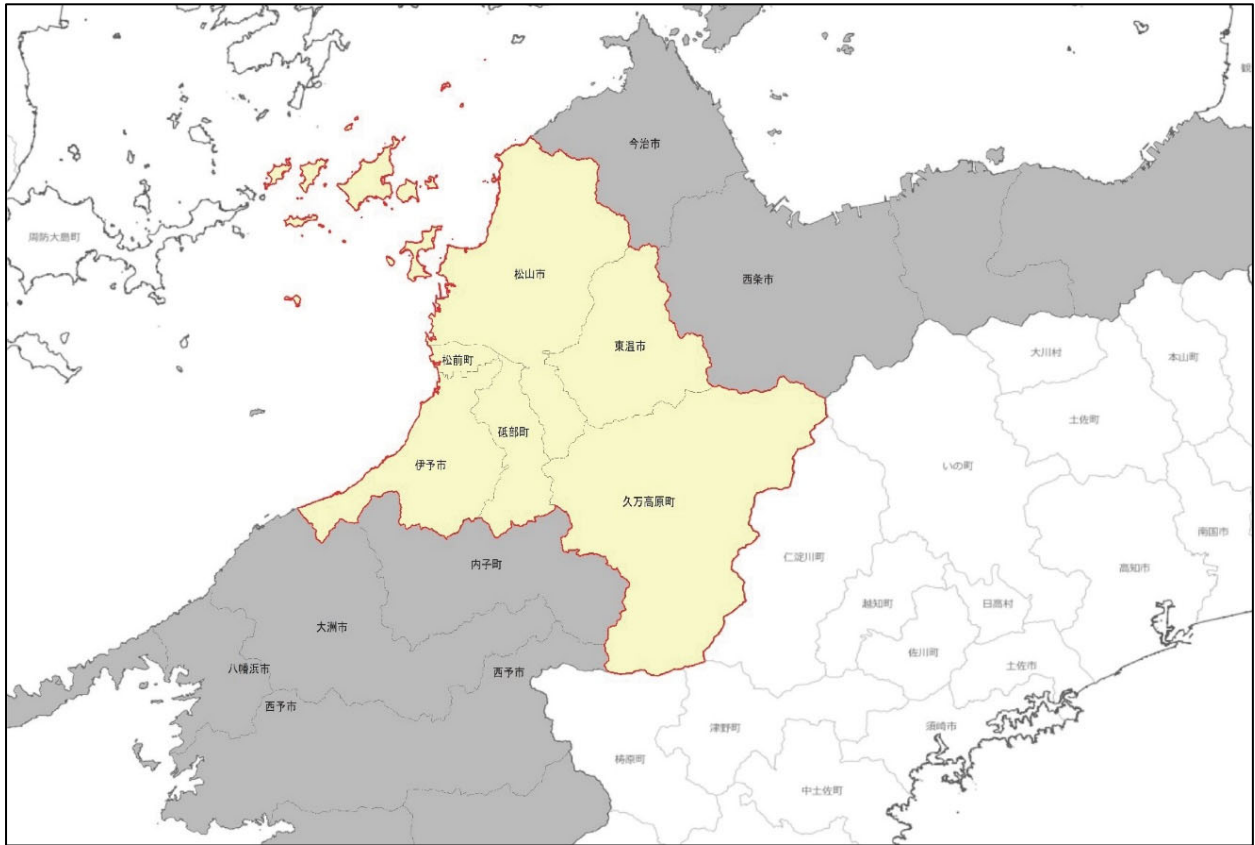 今治市
周防大島町
松山市
西条市
東温市
松前町
大川村
本山町
土佐町
砥部町
伊予市
いの町
久万高原町
南国市
仁淀川町
内子町
高知市
越知町
日高村
大洲市
佐川町
土佐市
八幡浜市
西予市
西予市
津野町
須崎市
梼原町
中土佐町